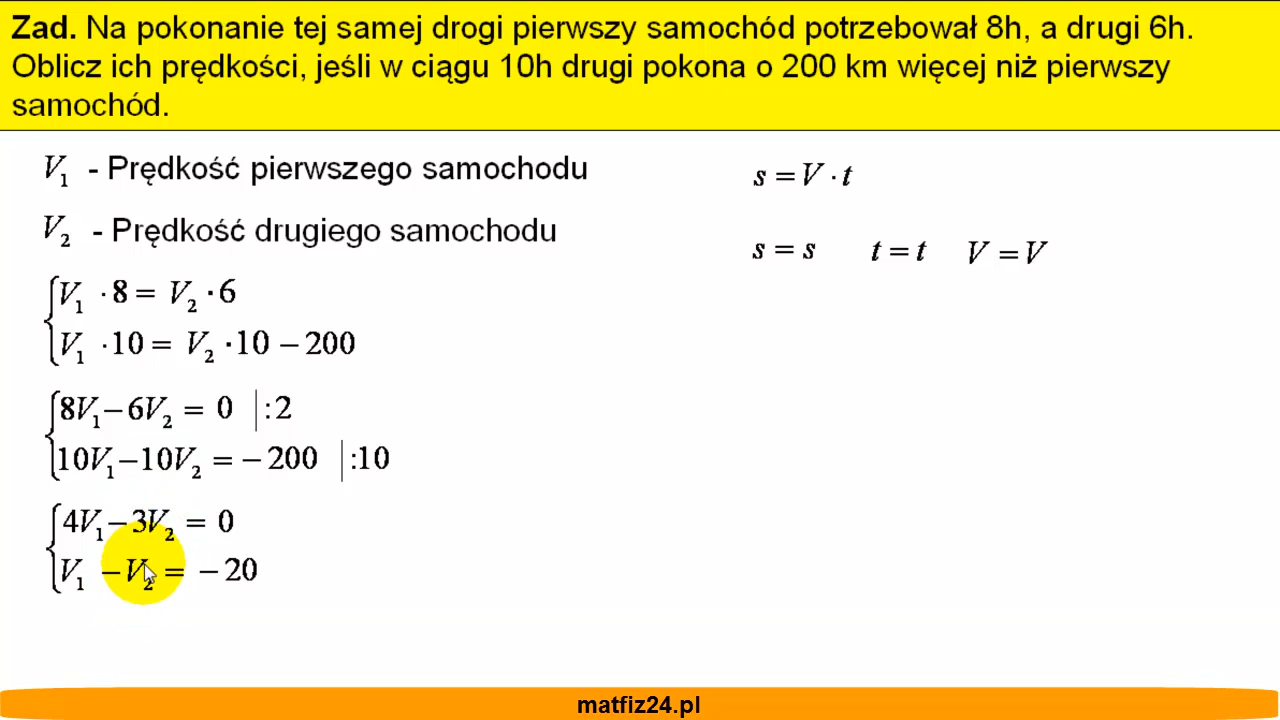 Zad. Na pokonanie tej samej drogi pierwszy samochód potrzebował 8h, a drugi 6h.
Oblicz ich prędkości, jeśli w ciągu 10h drugi pokona o 200 km więcej niż pierwszy
samochód.
V₁ - Prędkość pierwszego samochodu
s = V · t
V₂ - Prędkość drugiego samochodu
s = s t = t V = V
V₁ · 8 = V₂ · 6
V₁ · 10 = V₂ · 10 – 200
8V₁ – 6V₂ = 0 | :2
10V₁ – 10V₂ = – 200 | :10
4V₁ – 3V₂ = 0
V₁ – V₂ = – 20
matfiz24.pl